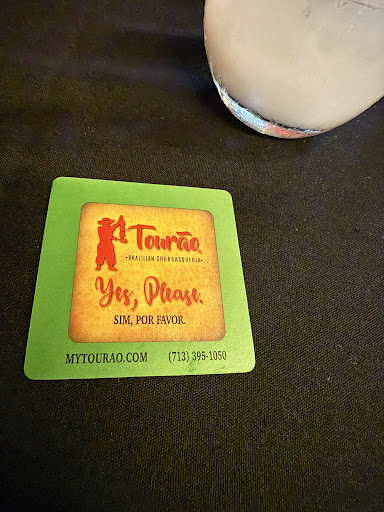 Tourão
•BRAZILIAN CHURRASQUERIA•
Yes, Please.
SIM, POR FAVOR.
MYTOURAO.COM (713) 395-1050